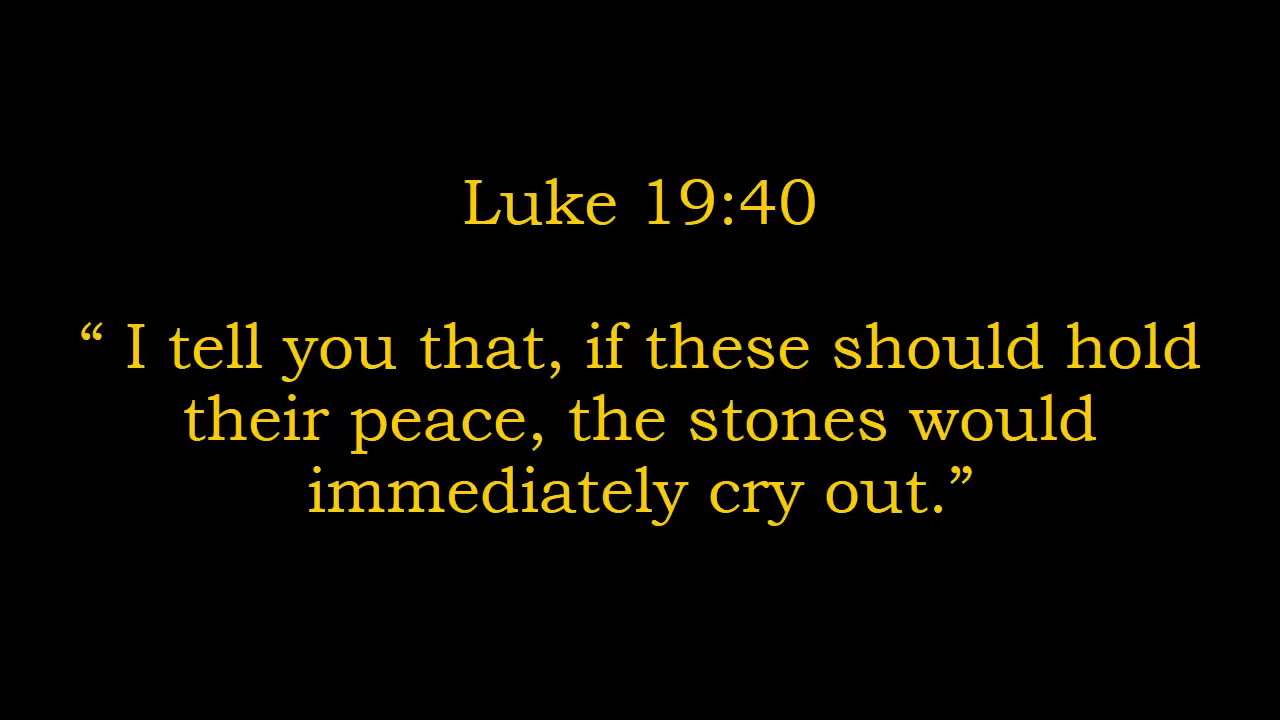 Luke 19:40
“ I tell you that, if these should hold
their peace, the stones would
immediately cry out.”